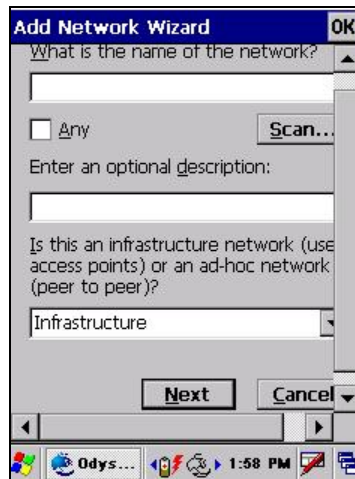 Add Network Wizard OK
What is the name of the network?
Any Scan...
Enter an optional description:
Is this an infrastructure network (use
access points) or an ad-hoc network
(peer to peer)?
Infrastructure
Next Cancel
Odys... 1:58 PM